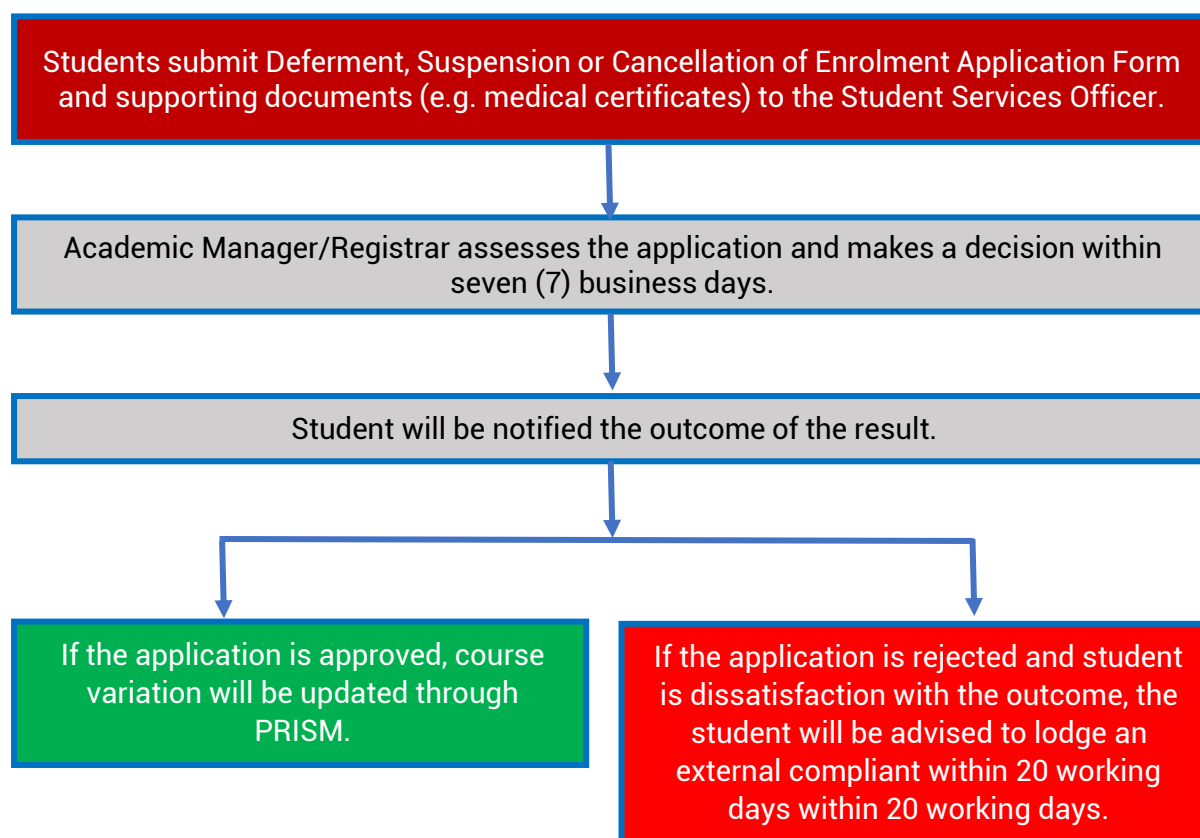 Students submit Deferment, Suspension or Cancellation of Enrolment Application Form
and supporting documents (e.g. medical certificates) to the Student Services Officer.
Academic Manager/Registrar assesses the application and makes a decision within
seven (7) business days.
Student will be notified the outcome of the result.
If the application is approved, course
variation will be updated through
PRISM.
If the application is rejected and student
is dissatisfaction with the outcome, the
student will be advised to lodge an
external compliant within 20 working
days within 20 working days.